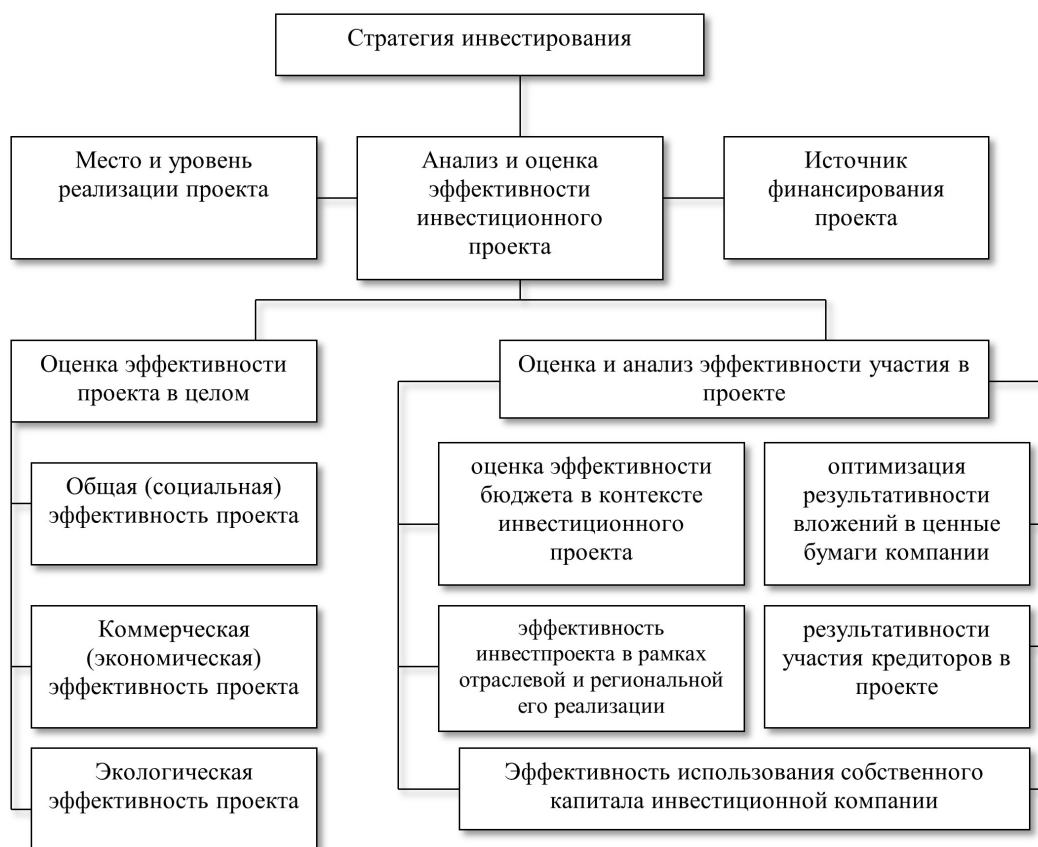 Стратегия инвестирования
Место и уровень
реализации проекта
Анализ и оценка
эффективности
инвестиционного
проекта
Источник
финансирования
проекта
Оценка эффективности
проекта в целом
Общая (социальная)
эффективность проекта
Коммерческая
(экономическая)
эффективность проекта
Экологическая
эффективность проекта
Оценка и анализ эффективности участия в
проекте
оценка эффективности
бюджета в контексте
инвестиционного
проекта
оптимизация
результативности
вложений в ценные
бумаги компании
эффективность
инвестпроекта в рамках
отраслевой и региональной
его реализации
результативности
участия кредиторов в
проекте
Эффективность использования собственного
капитала инвестиционной компании